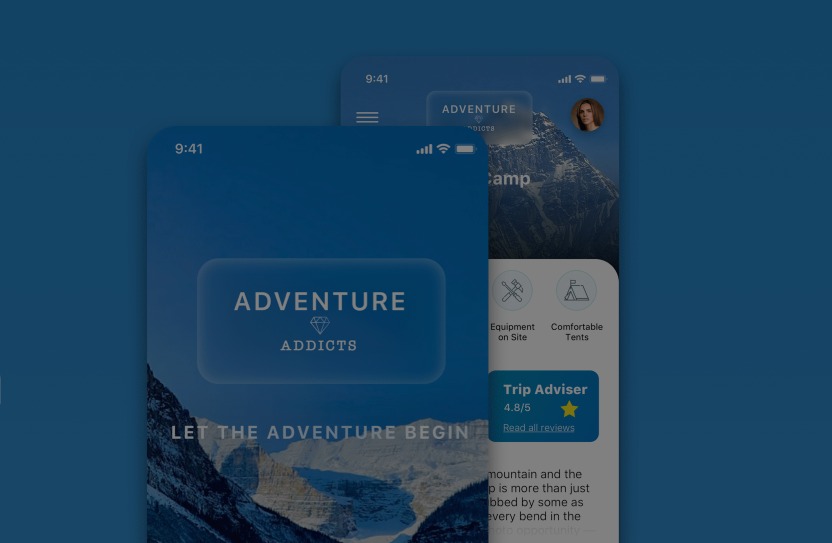 9:41
ADVENTURE
ADDICTS
LET THE ADVENTURE BEGIN
9:41
ADVENTURE
Camp
Equipment
on Site
Comfortable
Tents
Trip Adviser
4.8/5
Read all reviews
mountain and the
is more than just
by some as
every bend in the
opportunity